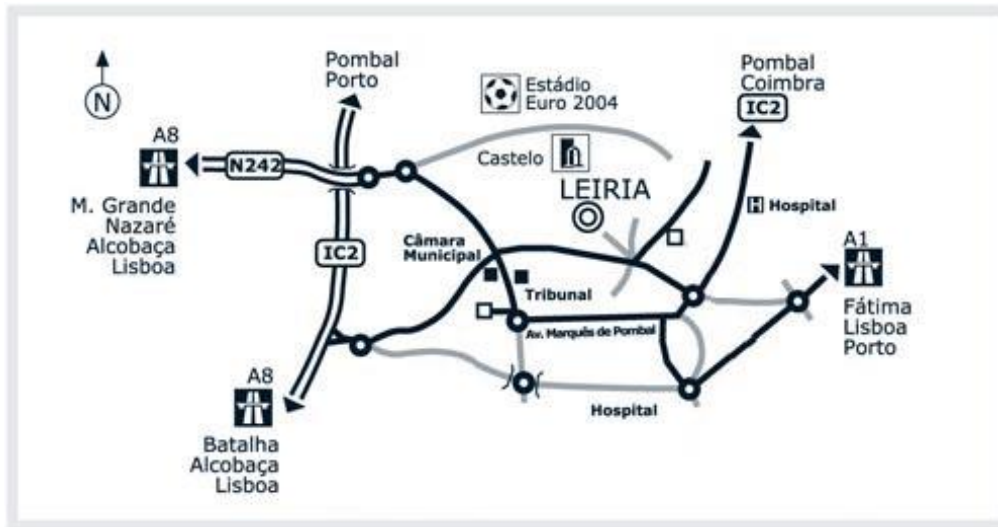 Pombal
Porto
Estádio
Euro 2004
Pombal
Coimbra
IC2
N
A8
N242
Castelo
LEIRIA
H Hospital
M. Grande
Nazaré
Alcobaça
Lisboa
IC2
Câmara
Municipal
A1
Tribunal
Fátima
Lisboa
Porto
Av. Marquês de Pombal
A8
Hospital
Batalha
Alcobaça
Lisboa